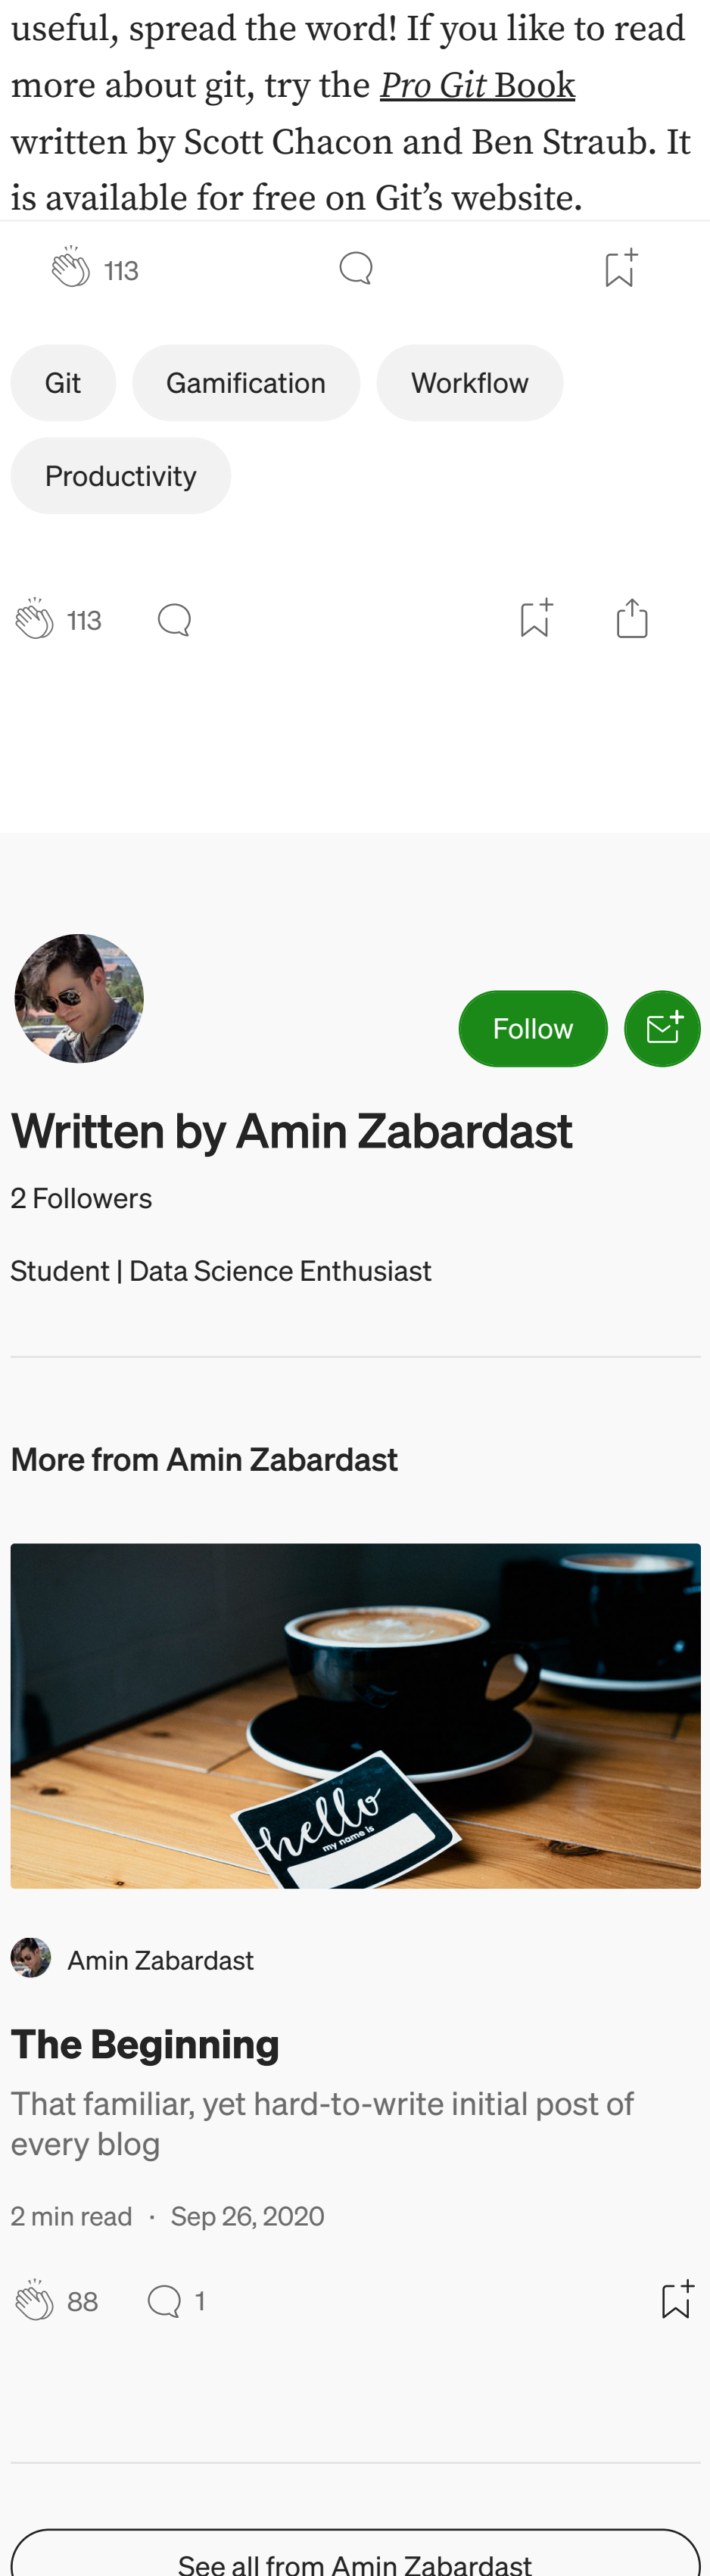 useful, spread the word! If you like to read
more about git, try the Pro Git Book
written by Scott Chacon and Ben Straub. It
is available for free on Git’s website.
113
Git
Gamification
Workflow
Productivity
113
Follow
Written by Amin Zabardast
2 Followers
Student | Data Science Enthusiast
More from Amin Zabardast
hello
my name is
Amin Zabardast
The Beginning
That familiar, yet hard-to-write initial post of
every blog
2 min read · Sep 26, 2020
88 1
See all from Amin Zabardast